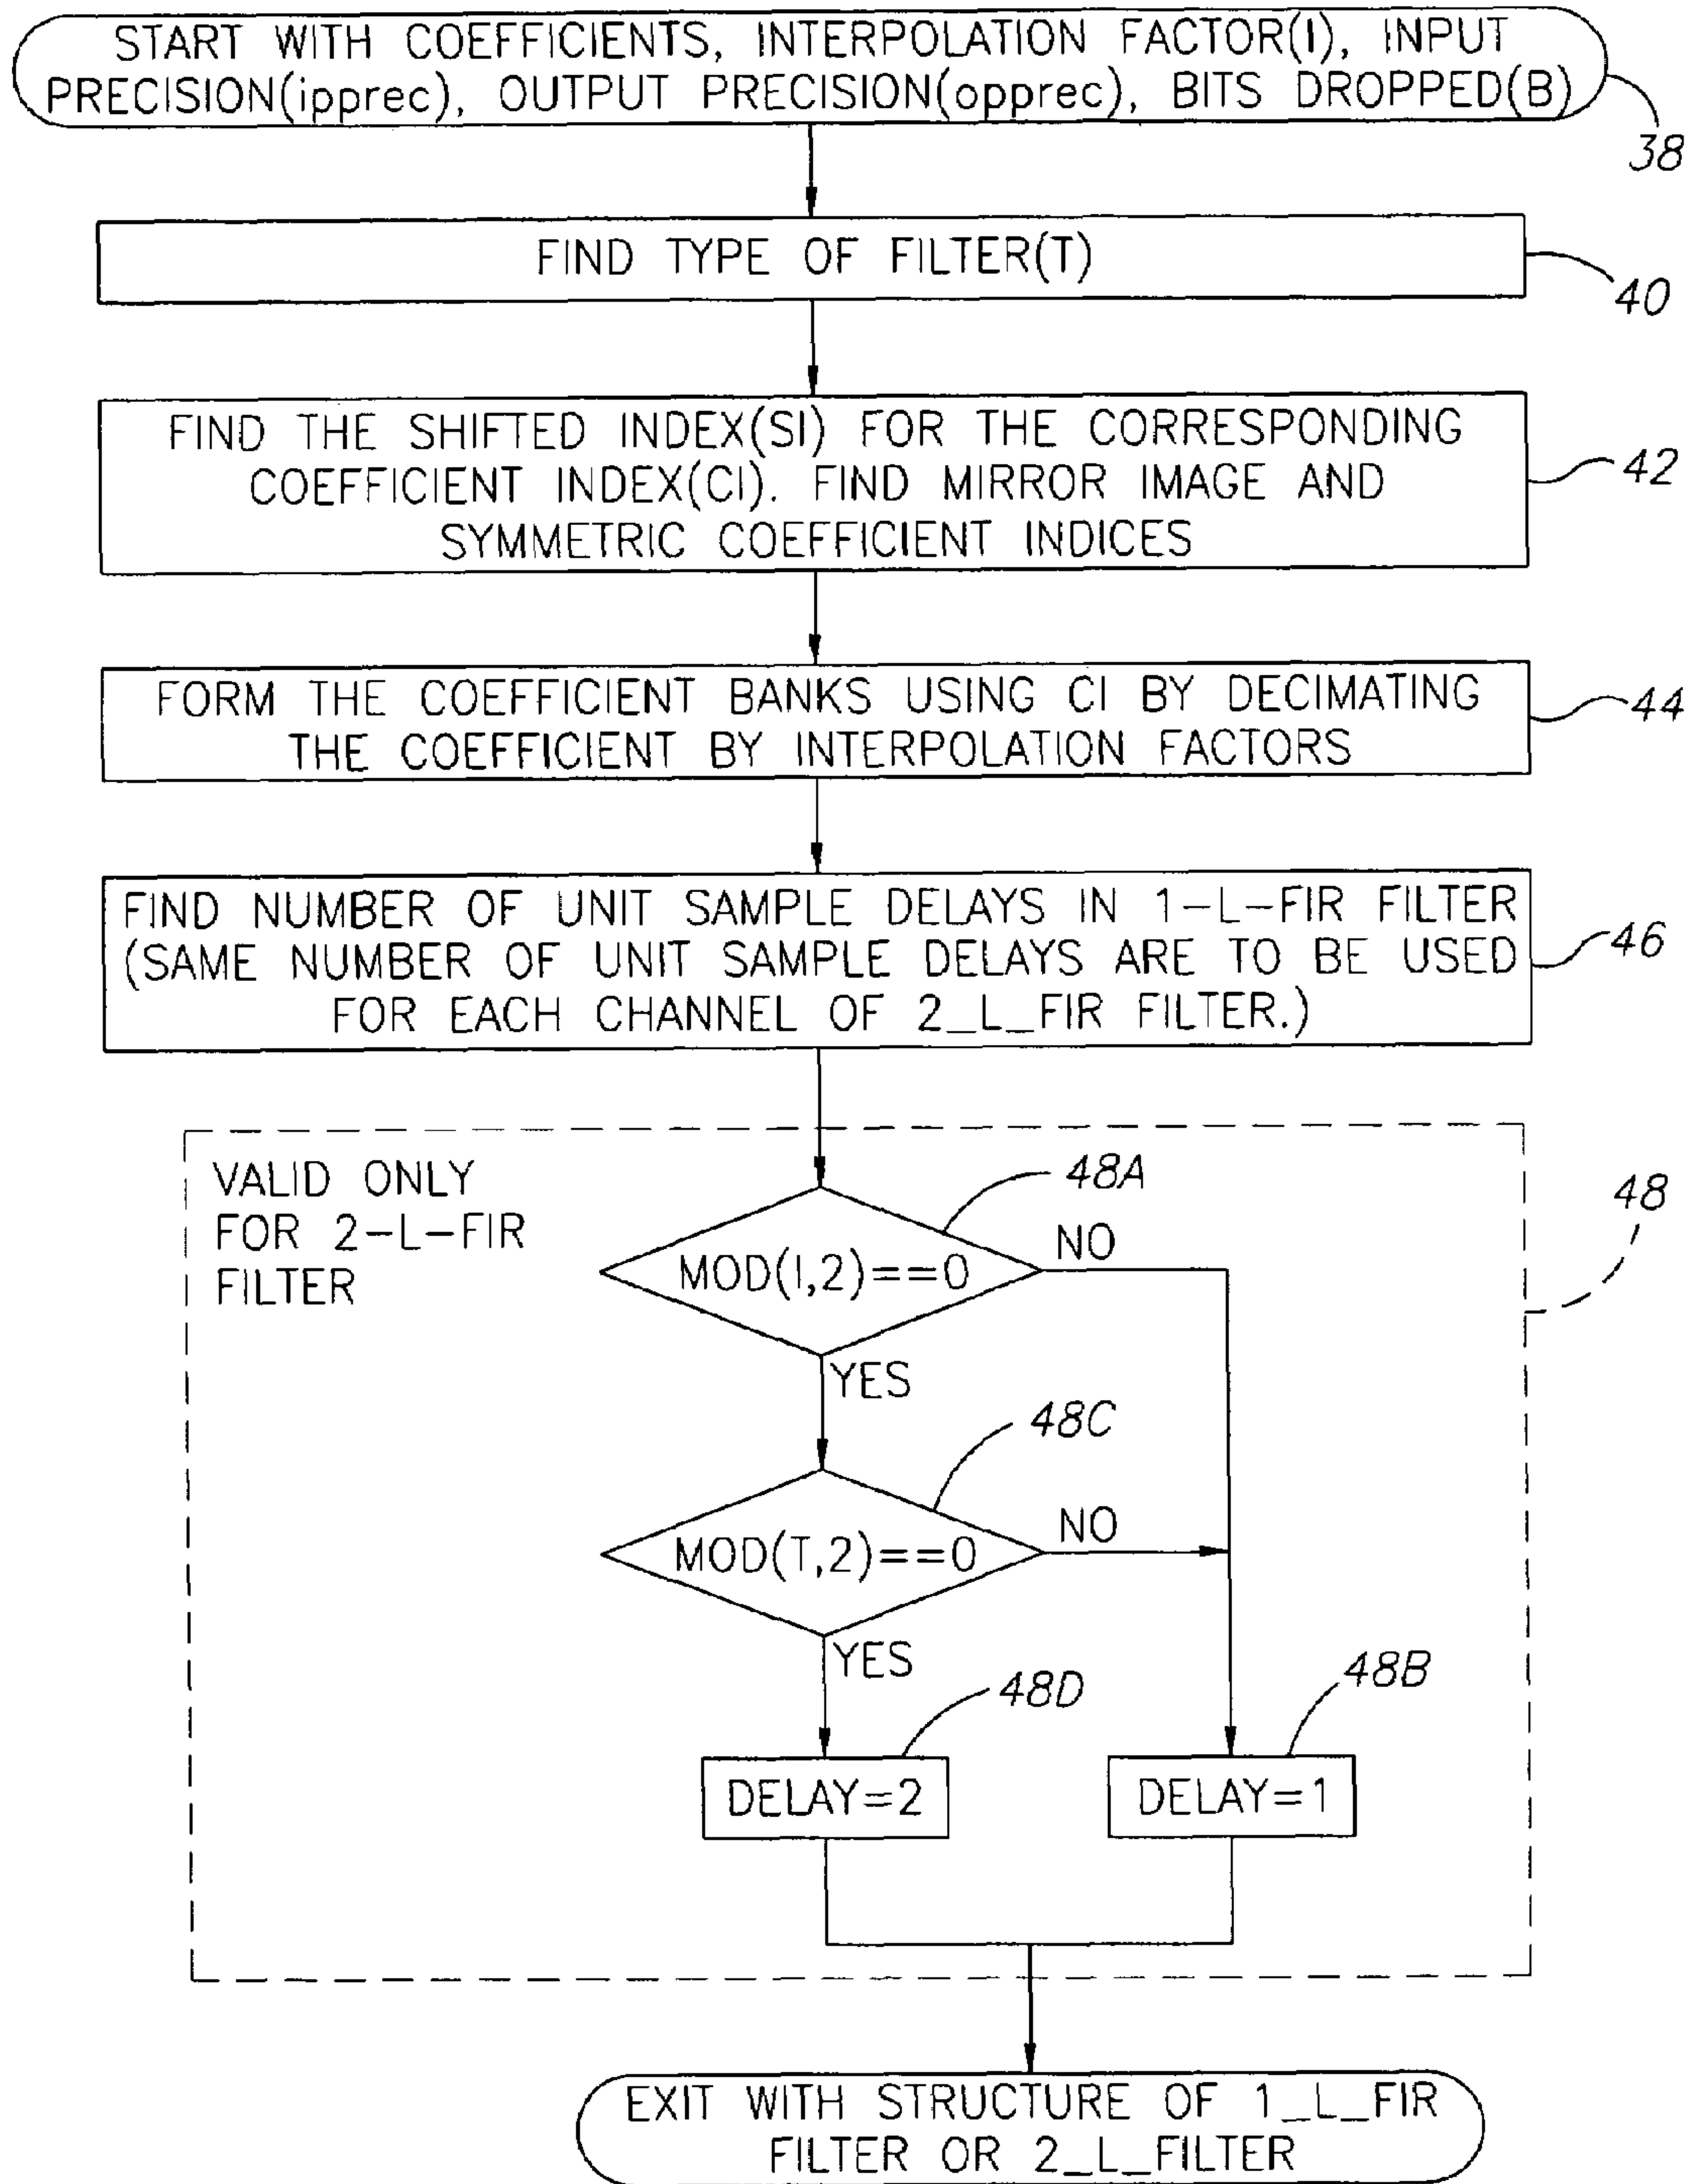 START WITH COEFFICIENTS, INTERPOLATION FACTOR(I), INPUT
PRECISION(ipprec), OUTPUT PRECISION(opprec), BITS DROPPED(B)
38
FIND TYPE OF FILTER(T)
40
FIND THE SHIFTED INDEX(SI) FOR THE CORRESPONDING
COEFFICIENT INDEX(CI). FIND MIRROR IMAGE AND
SYMMETRIC COEFFICIENT INDICES
42
FORM THE COEFFICIENT BANKS USING CI BY DECIMATING
THE COEFFICIENT BY INTERPOLATION FACTORS
44
FIND NUMBER OF UNIT SAMPLE DELAYS IN 1-L-FIR FILTER
(SAME NUMBER OF UNIT SAMPLE DELAYS ARE TO BE USED
FOR EACH CHANNEL OF 2_L_FIR FILTER.)
46
VALID ONLY
FOR 2-L-FIR
FILTER
48A
48
MOD(I,2)==0
NO
YES
48C
MOD(T,2)==0
NO
YES
48D
48B
DELAY=2
DELAY=1
EXIT WITH STRUCTURE OF 1_L_FIR
FILTER OR 2_L_FILTER